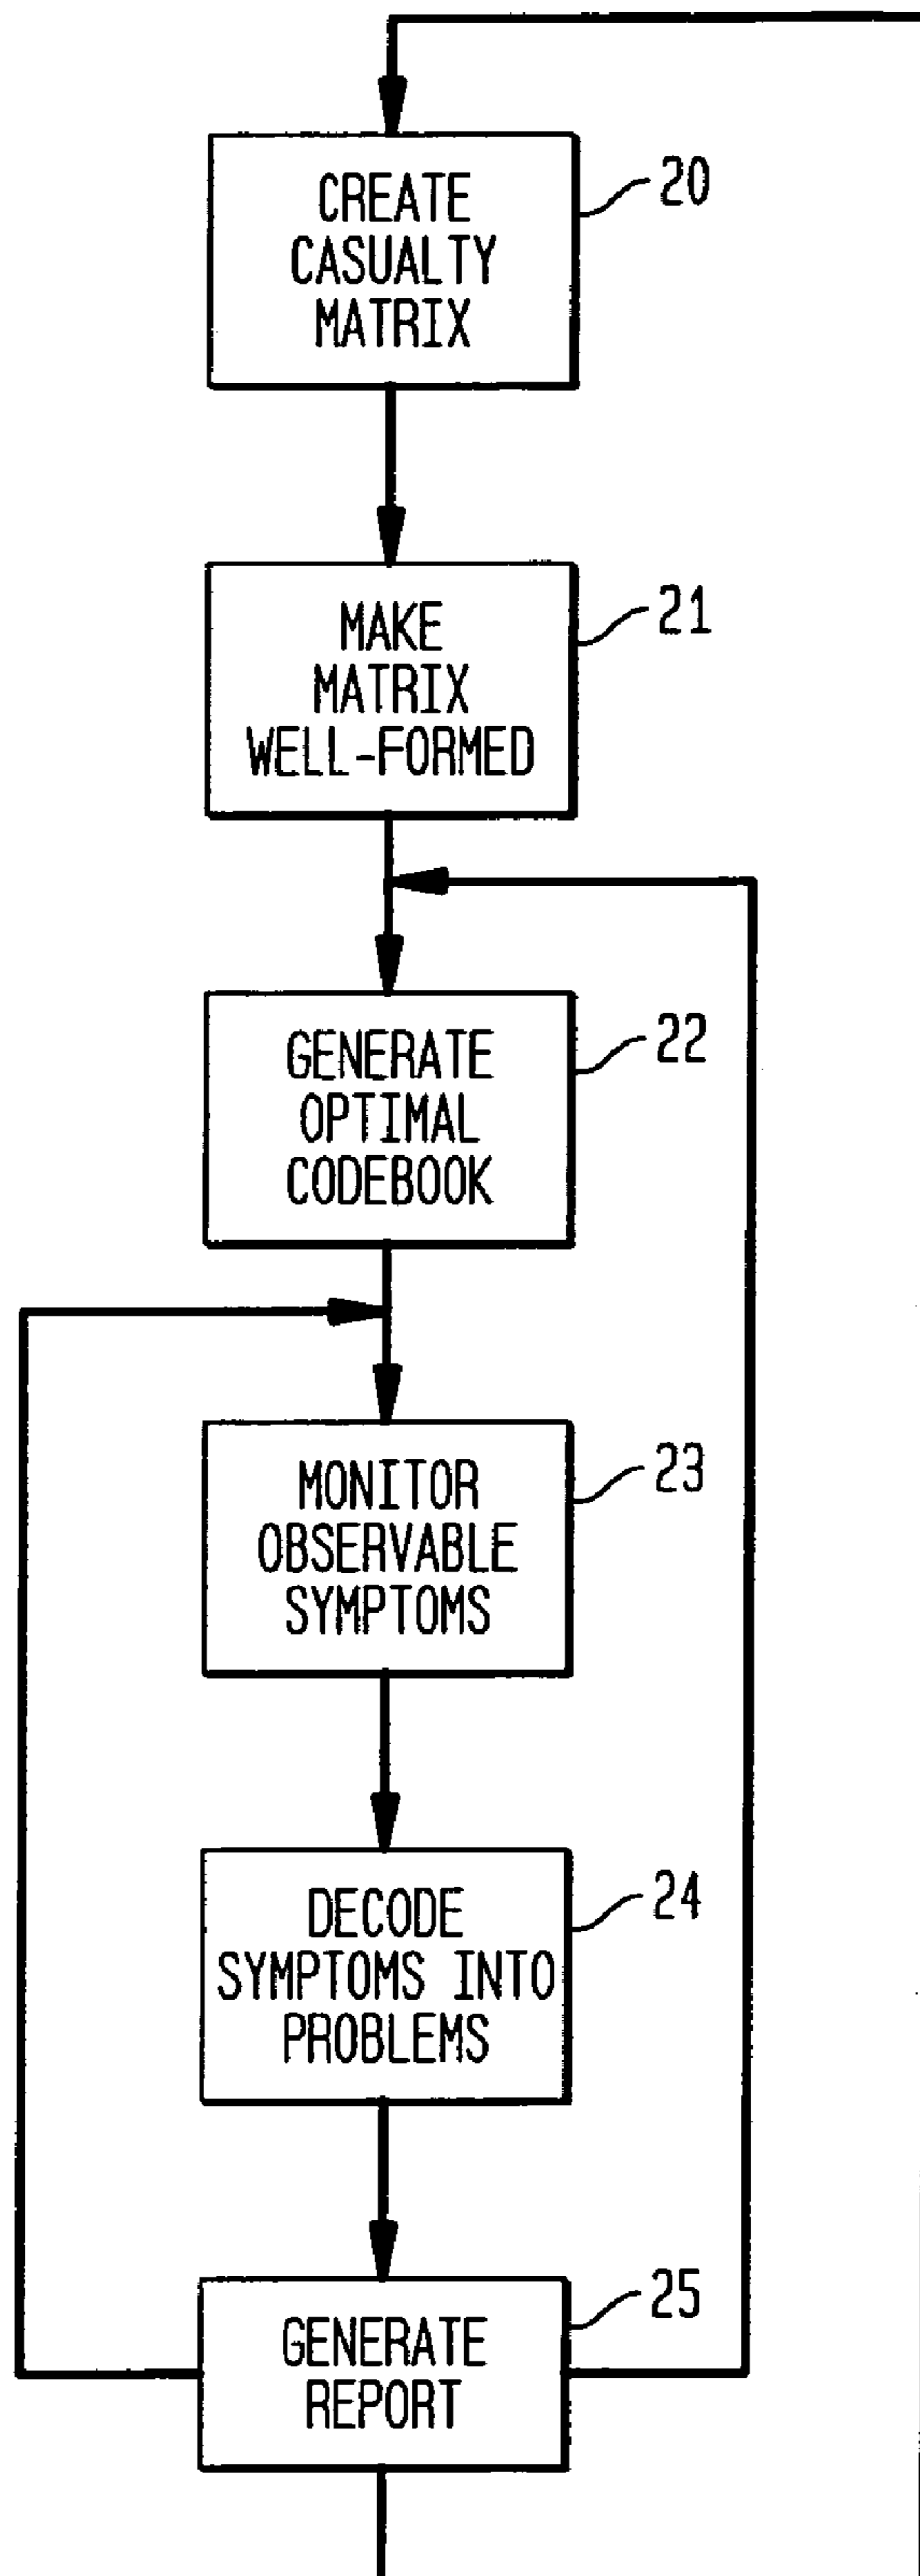 CREATE
CASUALTY
MATRIX
20
MAKE
MATRIX
WELL-FORMED
21
GENERATE
OPTIMAL
CODEBOOK
22
MONITOR
OBSERVABLE
SYMPTOMS
23
DECODE
SYMPTOMS INTO
PROBLEMS
24
GENERATE
REPORT
25